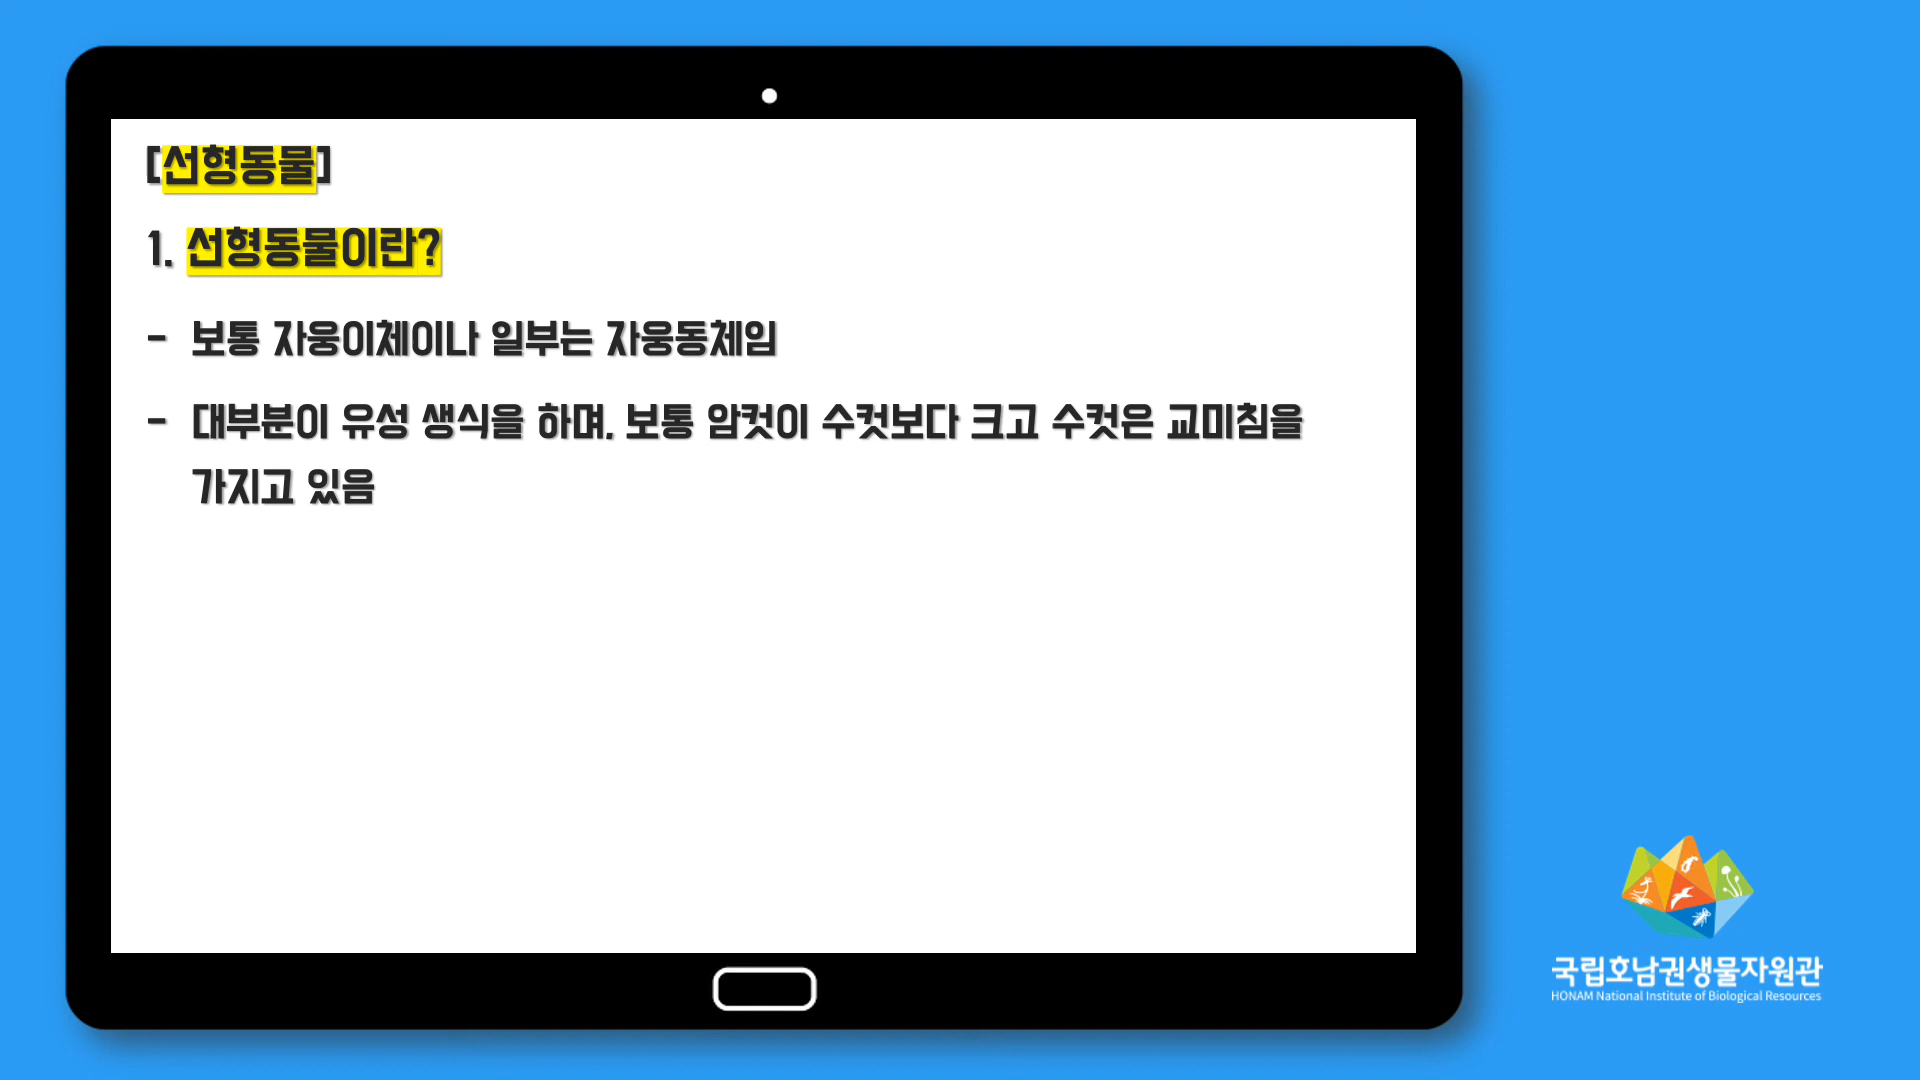 [선형동물]
1. 선형동물이란?
- 보통 자웅이체이나 일부는 자웅동체임
- 대부분이 유성 생식을 하며, 보통 암컷이 수컷보다 크고 수컷은 교미침을
가지고 있음
국립호남권생물자원관
HONAM National Institute of Biological Resources